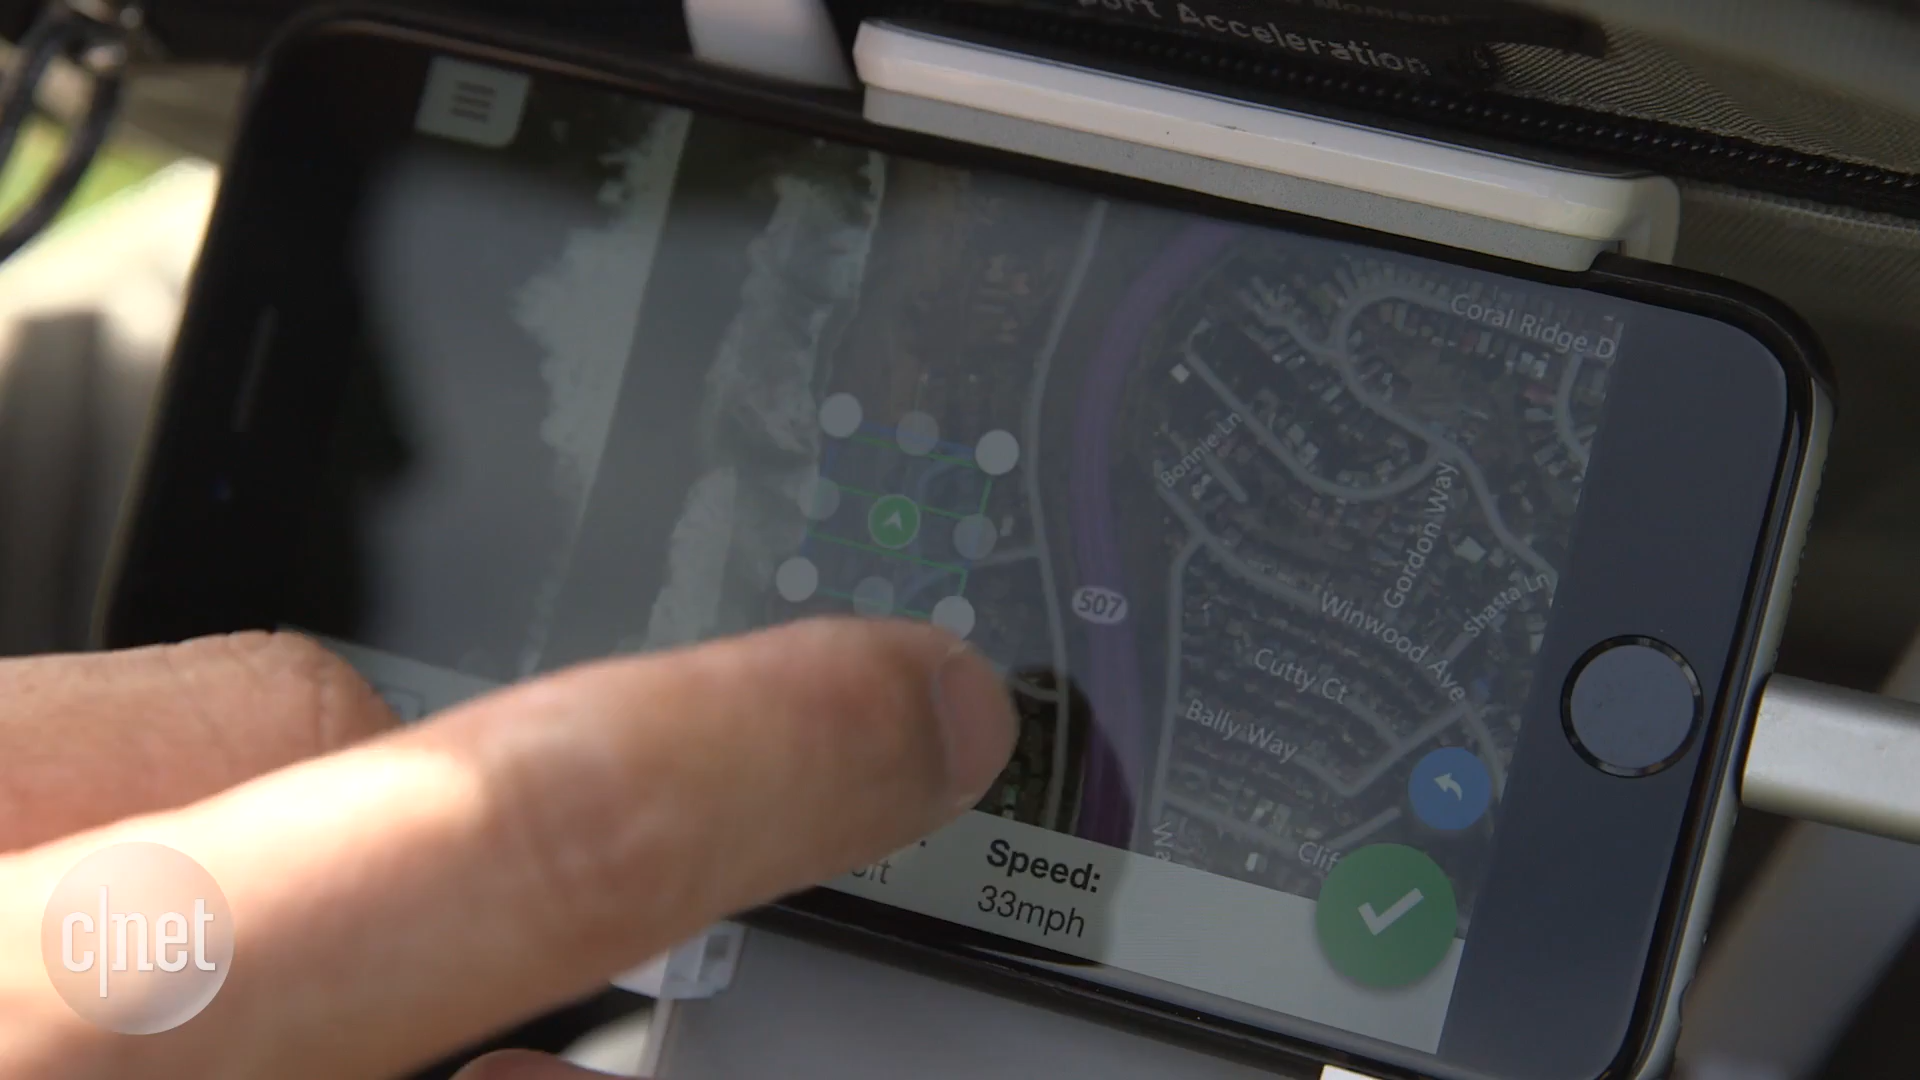 Acceleration
Coral Ridge D
Bonnie Ln
Gordon Way
Shasta Ln
507
Winwood Ave
Cutty Ct
Bally Way
Clif
Speed:
33mph
c|net